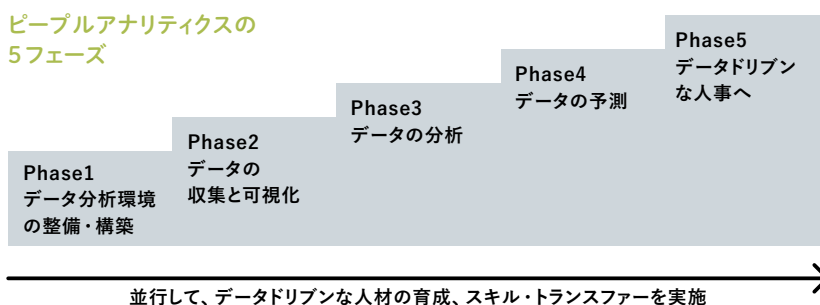 ピープルアナリティクスの
5フェーズ
Phase1
データ分析環境
の整備・構築
Phase2
データの
収集と可視化
Phase3
データの分析
Phase4
データの予測
Phase5
データドリブン
な人事へ
並行して、データドリブンな人材の育成、スキル・トランスファーを実施